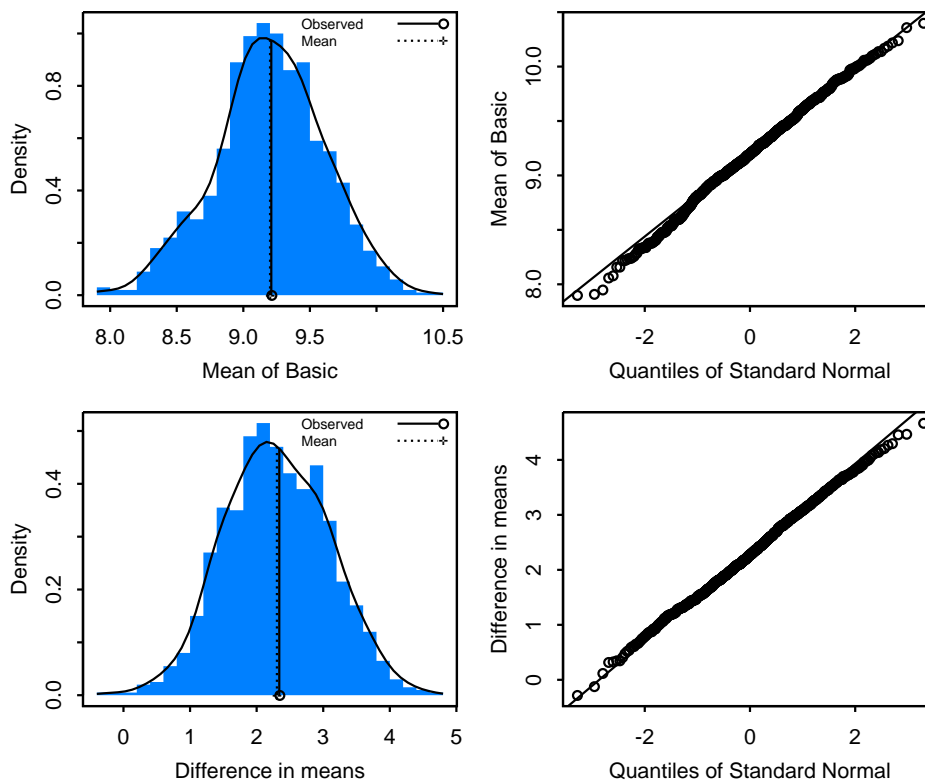 Observed
Mean
Density
0.0 0.4 0.8
8.0 8.5 9.0 9.5 10.5
Mean of Basic
Mean of Basic
8.0 9.0 10.0
-2 0 2
Quantiles of Standard Normal
Observed
Mean
Density
0.0 0.2 0.4
0 1 2 3 4 5
Difference in means
Difference in means
0 1 2 3 4
-2 0 2
Quantiles of Standard Normal